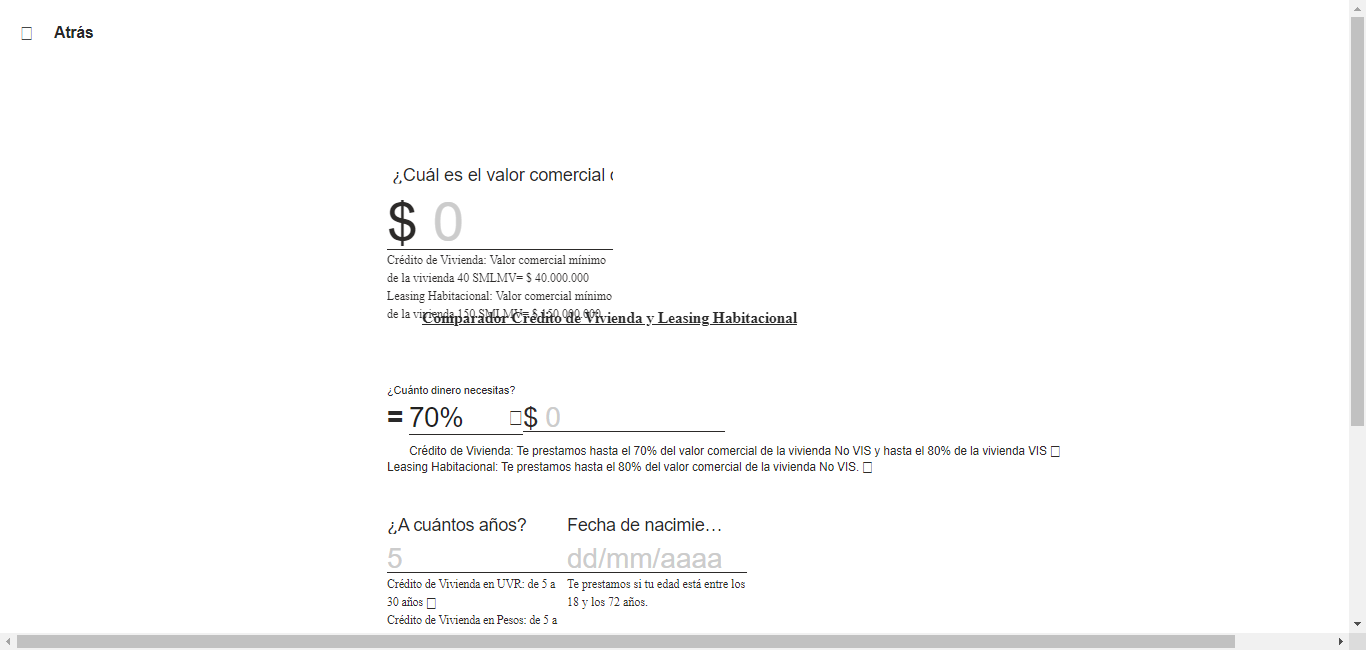 Atrás
¿Cuál es el valor comercial
$ 0
Crédito de Vivienda: Valor comercial mínimo
de la vivienda 40 SMLMV= $ 40.000.000
Leasing Habitacional: Valor comercial mínimo
de la vivienda 150 SMLMV= $ 150.000.000
Comparador Crédito de Vivienda y Leasing Habitacional
¿Cuánto dinero necesitas?
= 70% $ 0
Crédito de Vivienda: Te prestamos hasta el 70% del valor comercial de la vivienda No VIS y hasta el 80% de la vivienda VIS
Leasing Habitacional: Te prestamos hasta el 80% del valor comercial de la vivienda No VIS.
¿A cuántos años? Fecha de nacimie…
5 dd/mm/aaaa
Crédito de Vivienda en UVR: de 5 a Te prestamos si tu edad está entre los
30 años 18 y los 72 años.
Crédito de Vivienda en Pesos: de 5 a